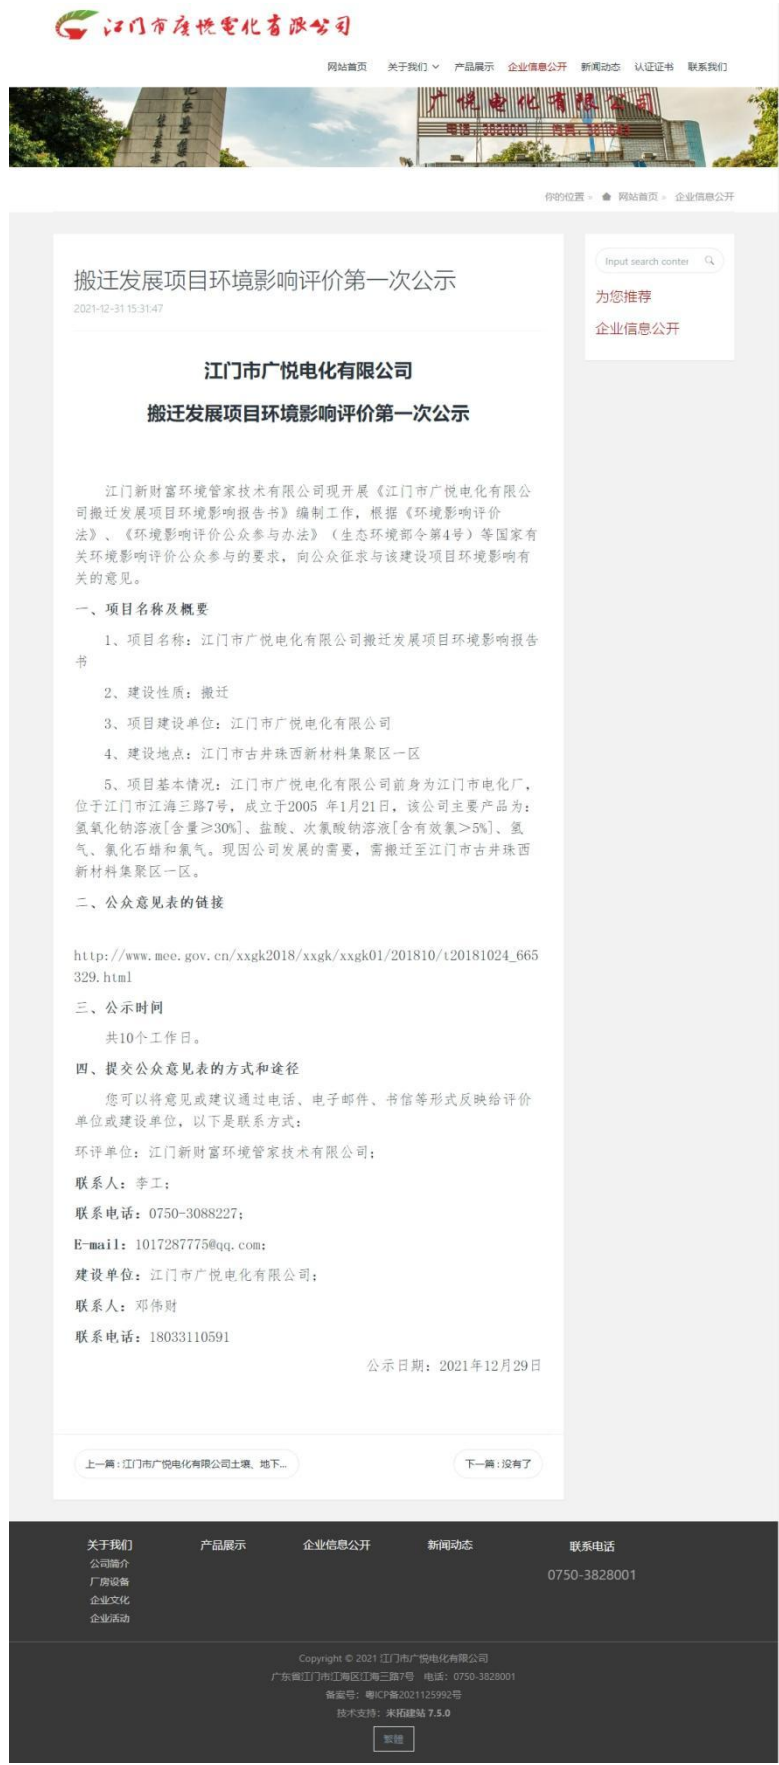 江门市广悦電化有限公司
网站首页 关于我们 产品展示 企业信息公开 新闻动态 认证证书 联系我们
广悦电化有限公司
你的位置 » 网站首页 » 企业信息公开
搬迁发展项目环境影响评价第一次公示
2021-12-31 15:31:47
Input search conter
为您推荐
企业信息公开
江门市广悦电化有限公司
搬迁发展项目环境影响评价第一次公示
江门新财富环境管家技术有限公司现开展《江门市广悦电化有限公
司搬迁发展项目环境影响报告书》编制工作，根据《环境影响评价
法》、《环境影响评价公众参与办法》（生态环境部令第4号）等国家有
关环境影响评价公众参与的要求，向公众征求与该建设项目环境影响有
关的意见。
一、项目名称及概要
1、项目名称：江门市广悦电化有限公司搬迁发展项目环境影响报告
书
2、建设性质：搬迁
3、项目建设单位：江门市广悦电化有限公司
4、建设地点：江门市古井珠西新材料集聚区一区
5、项目基本情况：江门市广悦电化有限公司前身为江门市电化厂，
位于江门市江海三路7号，成立于2005 年1月21日，该公司主要产品为：
氢氧化钠溶液[含量≥30%]、盐酸、次氯酸钠溶液[含有效氯＞5%]、氢
气、氯化石蜡和氯气。现因公司发展的需要，需搬迁至江门市古井珠西
新材料集聚区一区。
二、公众意见表的链接
http://www.mee.gov.cn/xxgk2018/xxgk/xxgk01/201810/t20181024_665
329.html
三、公示时间
共10个工作日。
四、提交公众意见表的方式和途径
您可以将意见或建议通过电话、电子邮件、书信等形式反映给评价
单位或建设单位，以下是联系方式：
环评单位：江门新财富环境管家技术有限公司；
联系人：李工；
联系电话：0750-3088227；
E-mail：1017287775@qq.com；
建设单位：江门市广悦电化有限公司；
联系人：邓伟财
联系电话：18033110591
公示日期：2021年12月29日
上一篇 : 江门市广悦电化有限公司土壤、地下...
下一篇 : 没有了
关于我们 产品展示 企业信息公开 新闻动态 联系电话
公司简介
0750-3828001
厂房设备
企业文化
企业活动
Copyright © 2021 江门市广悦电化有限公司
广东省江门市江海区江海三路7号 电话：0750-3828001
备案号：粤ICP备2021125992号
技术支持：米拓建站 7.5.0
繁體